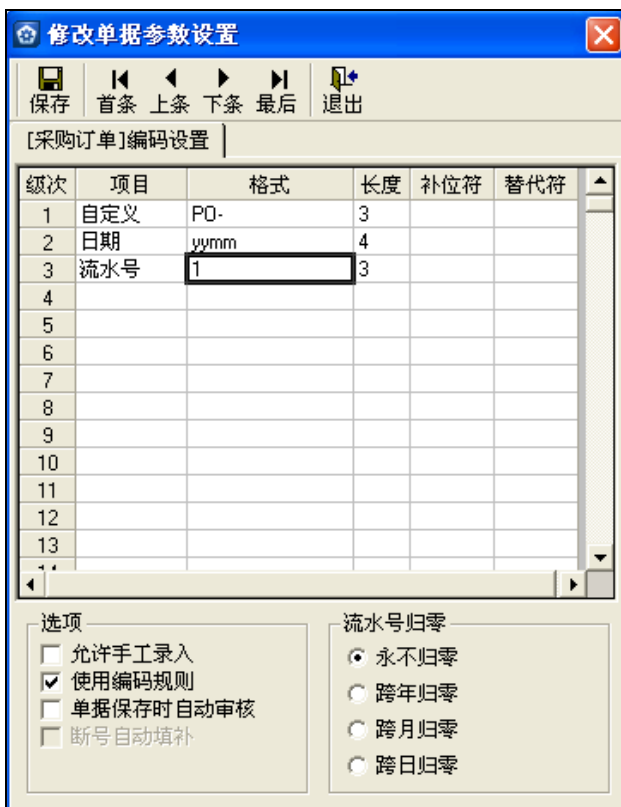 修改单据参数设置
保存 首条 上条 下条 最后 退出
[采购订单]编码设置
级次 项目 格式 长度 补位符 替代符
1 自定义 PO- 3
2 日期 yymm 4
3 流水号 1 3
4
5
6
7
8
9
10
11
12
13
选项
允许手工录入
使用编码规则
单据保存时自动审核
断号自动填补
流水号归零
永不归零
跨年归零
跨月归零
跨日归零